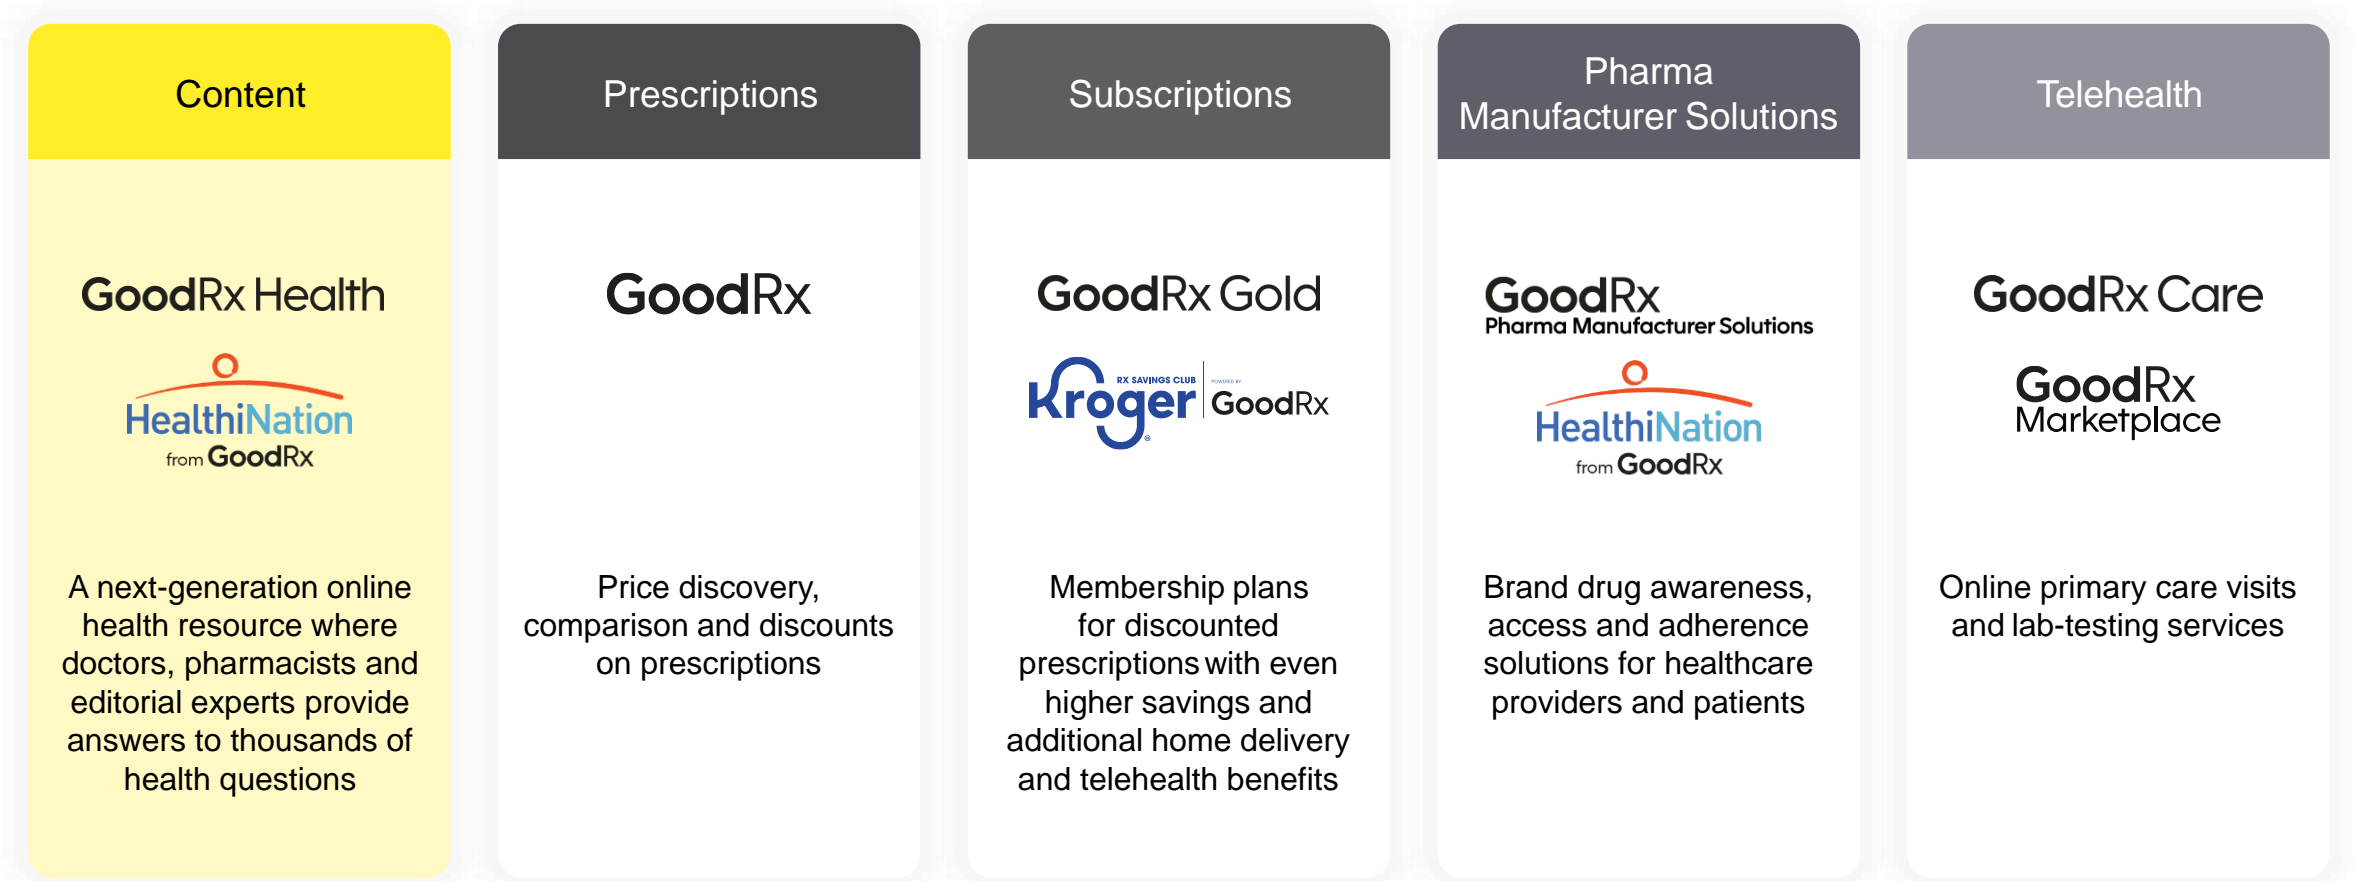 Content
GoodRx Health
HealthiNation
from GoodRx
A next-generation online
health resource where
doctors, pharmacists and
editorial experts provide
answers to thousands of
health questions
Prescriptions
GoodRx
Price discovery,
comparison and discounts
on prescriptions
Subscriptions
GoodRx Gold
RX SAVINGS CLUB
Kroger
®
POWERED BY
GoodRx
Membership plans
for discounted
prescriptions with even
higher savings and
additional home delivery
and telehealth benefits
Pharma
Manufacturer Solutions
GoodRx
Pharma Manufacturer Solutions
HealthiNation
from GoodRx
Brand drug awareness,
access and adherence
solutions for healthcare
providers and patients
Telehealth
GoodRx Care
GoodRx
Marketplace
Online primary care visits
and lab-testing services